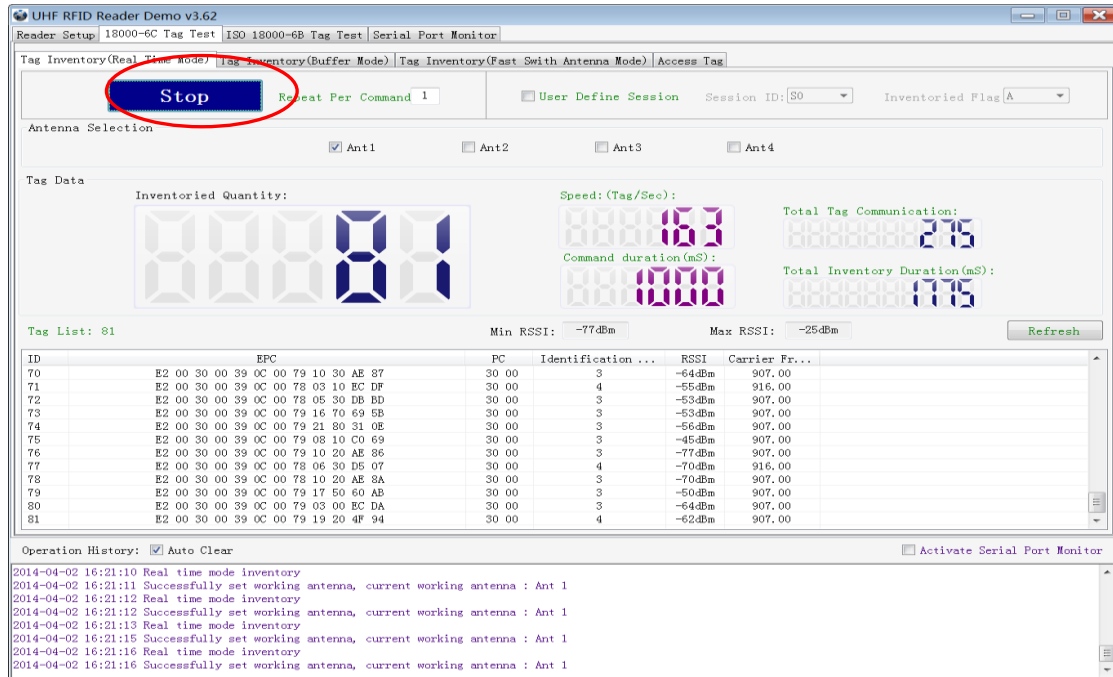 UHF RFID Reader Demo v3.62
Reader Setup 18000-6C Tag Test ISO 18000-6B Tag Test Serial Port Monitor
Tag Inventory(Real Time Mode) Tag Inventory(Buffer Mode) Tag Inventory(Fast Swith Antenna Mode) Access Tag
Stop Repeat Per Command 1 User Define Session Session ID: S0 Inventoried Flag A
Antenna Selection
Ant1 Ant2 Ant3 Ant4
Tag Data
Inventoried Quantity: Speed:(Tag/Sec):
81 163 Total Tag Communication:
275
Command duration(mS):
1000 Total Inventory Duration(mS):
1775
Tag List: 81 Min RSSI: -77dBm Max RSSI: -25dBm Refresh
ID EPC PC Identification ... RSSI Carrier Fr...
70 E2 00 30 00 39 0C 00 79 10 30 AE 87 30 00 3 -64dBm 907.00
71 E2 00 30 00 39 0C 00 78 03 10 EC DF 30 00 4 -55dBm 916.00
72 E2 00 30 00 39 0C 00 78 05 30 DB BD 30 00 3 -53dBm 907.00
73 E2 00 30 00 39 0C 00 79 16 70 69 5B 30 00 3 -53dBm 907.00
74 E2 00 30 00 39 0C 00 79 21 80 31 0E 30 00 3 -56dBm 907.00
75 E2 00 30 00 39 0C 00 79 08 10 C0 69 30 00 3 -45dBm 907.00
76 E2 00 30 00 39 0C 00 79 10 20 AE 86 30 00 3 -77dBm 907.00
77 E2 00 30 00 39 0C 00 78 06 30 D5 07 30 00 4 -70dBm 916.00
78 E2 00 30 00 39 0C 00 78 10 20 AE 8A 30 00 3 -70dBm 907.00
79 E2 00 30 00 39 0C 00 79 17 50 60 AB 30 00 3 -50dBm 907.00
80 E2 00 30 00 39 0C 00 79 03 00 EC DA 30 00 3 -64dBm 907.00
81 E2 00 30 00 39 0C 00 79 19 20 4F 94 30 00 4 -62dBm 907.00
Operation History: Auto Clear Activate Serial Port Monitor
2014-04-02 16:21:10 Real time mode inventory
2014-04-02 16:21:11 Successfully set working antenna, current working antenna : Ant 1
2014-04-02 16:21:12 Real time mode inventory
2014-04-02 16:21:12 Successfully set working antenna, current working antenna : Ant 1
2014-04-02 16:21:13 Real time mode inventory
2014-04-02 16:21:15 Successfully set working antenna, current working antenna : Ant 1
2014-04-02 16:21:16 Real time mode inventory
2014-04-02 16:21:16 Successfully set working antenna, current working antenna : Ant 1